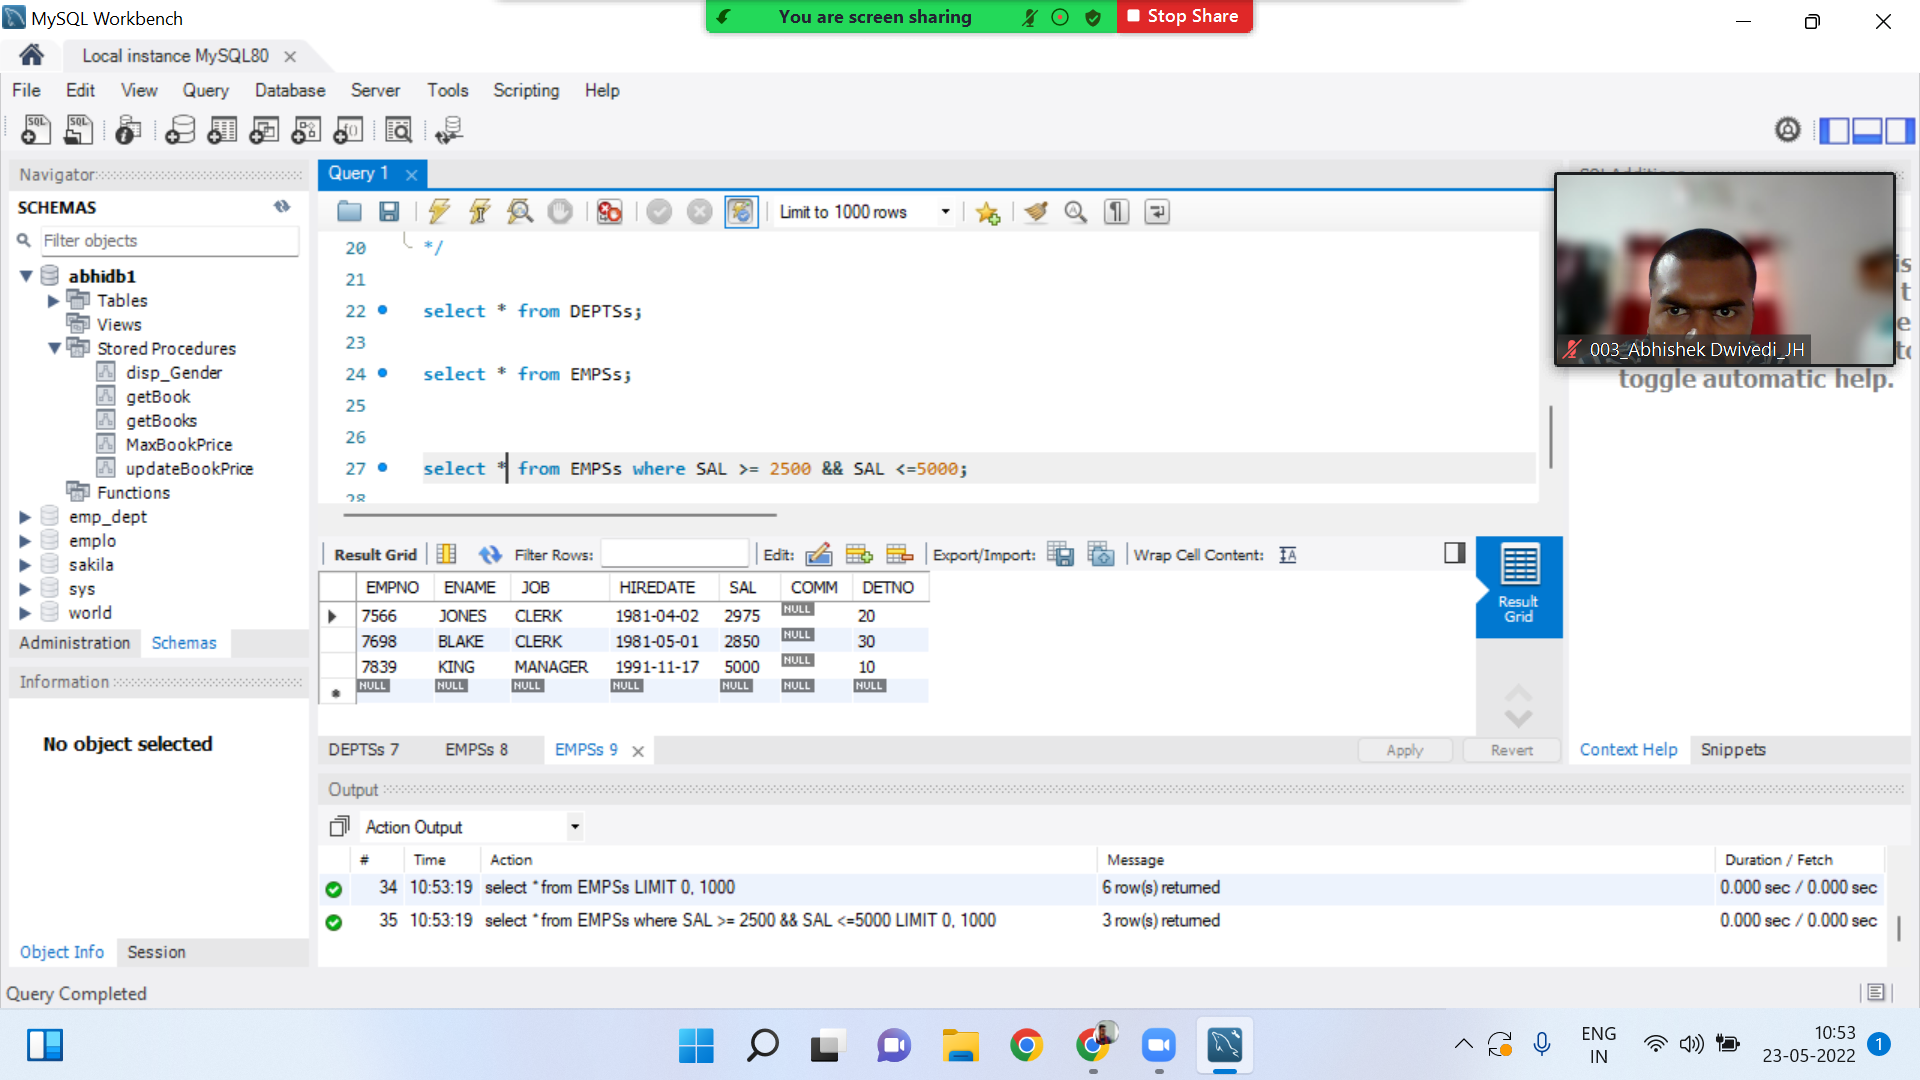 MySQL Workbench
You are screen sharing
Stop Share
Local instance MySQL80
File Edit View Query Database Server Tools Scripting Help
Navigator
SCHEMAS
Filter objects
abhidb1
Tables
Views
Stored Procedures
disp_Gender
getBook
getBooks
MaxBookPrice
updateBookPrice
Functions
emp_dept
emplo
sakila
sys
world
Administration Schemas
Information
No object selected
Object Info Session
Query 1
Limit to 1000 rows
20 */
21
22 select * from DEPTSs;
23
24 select * from EMPSs;
25
26
27 select * from EMPSs where SAL >= 2500 && SAL <=5000;
28
Result Grid Filter Rows: Edit: Export/Import: Wrap Cell Content:
EMPNO ENAME JOB HIREDATE SAL COMM DETNO
7566 JONES CLERK 1981-04-02 2975 NULL 20
7698 BLAKE CLERK 1981-05-01 2850 NULL 30
7839 KING MANAGER 1991-11-17 5000 NULL 10
NULL NULL NULL NULL NULL NULL NULL
Result
Grid
DEPTSs 7 EMPSs 8 EMPSs 9
Apply Revert
003_Abhishek Dwivedi_JH
toggle automatic help.
Context Help Snippets
Output
Action Output
# Time Action Message Duration / Fetch
34 10:53:19 select * from EMPSs LIMIT 0, 1000 6 row(s) returned 0.000 sec / 0.000 sec
35 10:53:19 select * from EMPSs where SAL >= 2500 && SAL <=5000 LIMIT 0, 1000 3 row(s) returned 0.000 sec / 0.000 sec
Query Completed
ENG
IN
10:53
23-05-2022
1